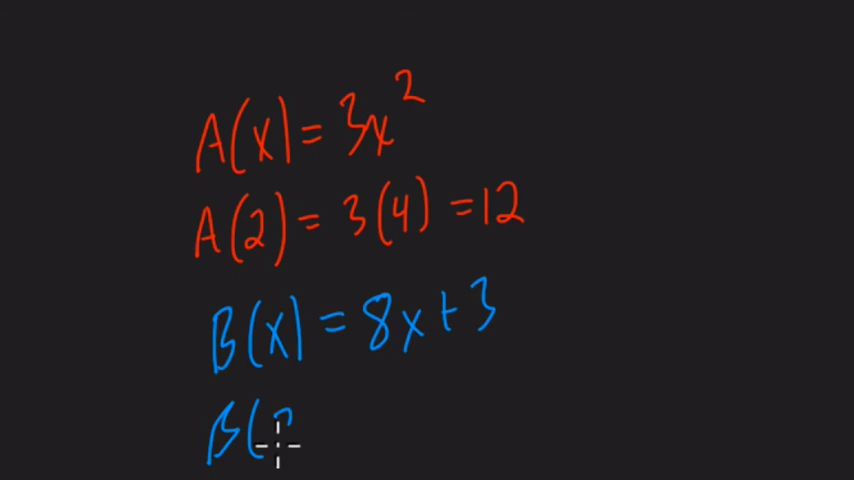 A(x) = 3x²
A(2) = 3(4) = 12
B(x) = 8x + 3
B(